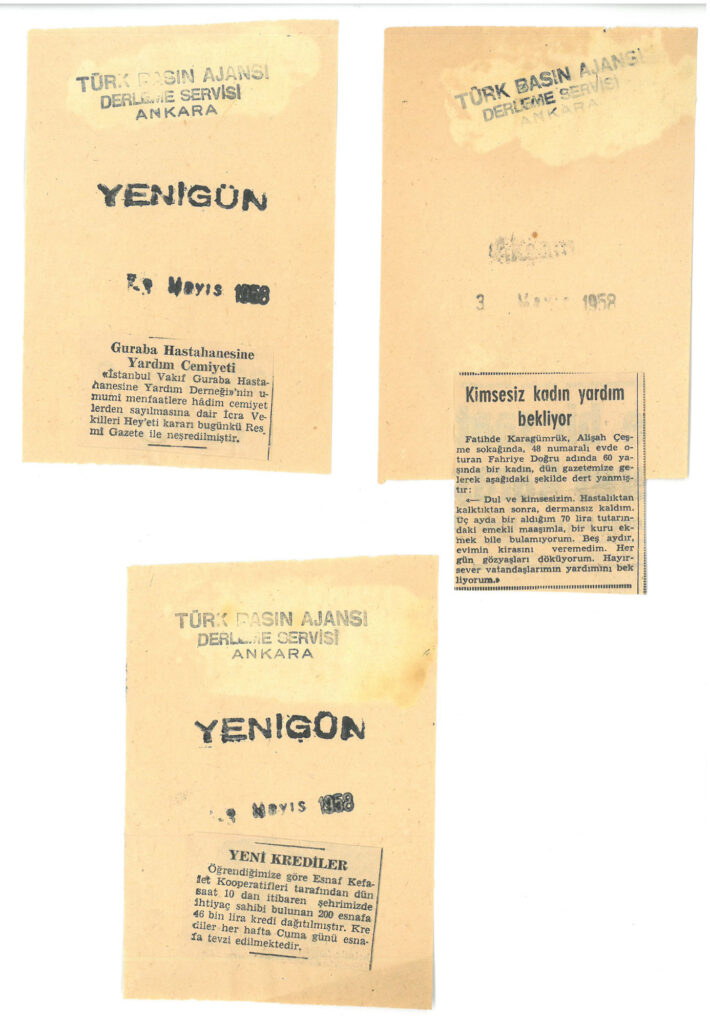 TÜRK BASIN AJANSI
DERLEME SERVİSİ
ANKARA
YENİGÜN
Mayıs 1958
Guraba Hastahanesine
Yardım Cemiyeti
«İstanbul Vakıf Guraba Hasta-
hanesine Yardım Derneği»'nin u-
mumi menfaatlere hâdim cemiyet
lerden sayılmasına dair İcra Ve-
killeri Hey'eti kararı bugünkü Res
mî Gazete ile neşredilmiştir.
TÜRK BASIN AJANSI
DERLEME SERVİSİ
ANKARA
3 1958
Kimsesiz kadın yardım
bekliyor
Fatihde Karagümrük, Alişah Çeş-
me sokağında, 48 numaralı evde o-
turan Fahriye Doğru adında 60 ya-
şında bir kadın, dün gazetemize ge-
lerek aşağıdaki şekilde dert yanmış-
tır:
«— Dul ve kimsesizim. Hastalıktan
kalktıktan sonra, dermansız kaldım.
Üç ayda bir aldığım 70 lira tutarın-
daki emekli maaşımla, bir kuru ek-
mek bile bulamıyorum. Beş aydır,
evimin kirasını veremedim. Her
gün gözyaşları döküyorum. Hayır-
sever vatandaşlarımın yardımını bek
liyorum.»
TÜRK BASIN AJANSI
DERLEME SERVİSİ
ANKARA
YENİGÜN
Mayıs 1958
YENİ KREDİLER
Öğrendiğimize göre Esnaf Kefa-
let Kooperatifleri tarafından dün
saat 10 dan itibaren şehrimizde
ihtiyaç sahibi bulunan 200 esnafa
46 bin lira kredi dağıtılmıştır. Kre
diler her hafta Cuma günü esna-
fa tevzi edilmektedir.